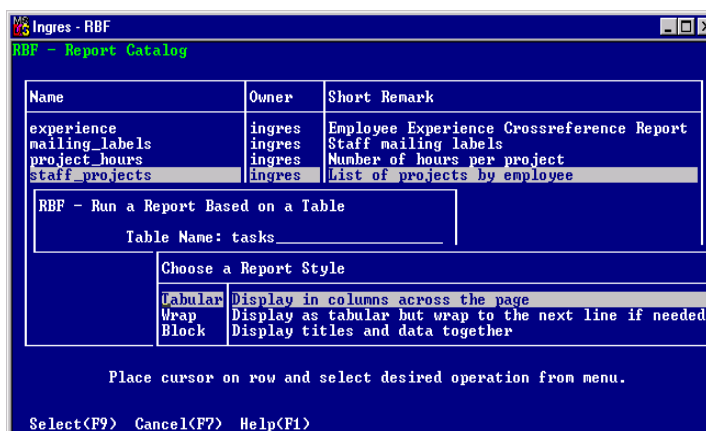 Ingres - RBF
RBF - Report Catalog
Name Owner Short Remark
experience ingres Employee Experience Crossreference Report
mailing_labels ingres Staff mailing labels
project_hours ingres Number of hours per project
staff_projects ingres List of projects by employee
RBF - Run a Report Based on a Table
Table Name: tasks
Choose a Report Style
Tabular Display in columns across the page
Wrap Display as tabular but wrap to the next line if needed
Block Display titles and data together
Place cursor on row and select desired operation from menu.
Select(F9) Cancel(F7) Help(F1)